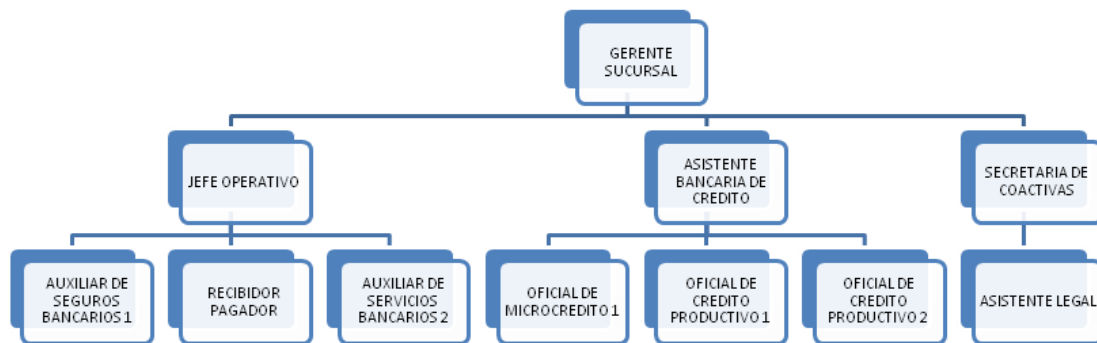 GERENTE
SUCURSAL
JEFE OPERATIVO
ASISTENTE
BANCARIA DE
CREDITO
SECRETARIA DE
COACTIVAS
AUXILIAR DE
SEGUROS
BANCARIOS 1
RECIBIDOR
PAGADOR
AUXILIAR DE
SERVICIOS
BANCARIOS 2
OFICIAL DE
MICROCREDITO 1
OFICIAL DE
CREDITO
PRODUCTIVO 1
OFICIAL DE
CREDITO
PRODUCTIVO 2
ASISTENTE LEGAL